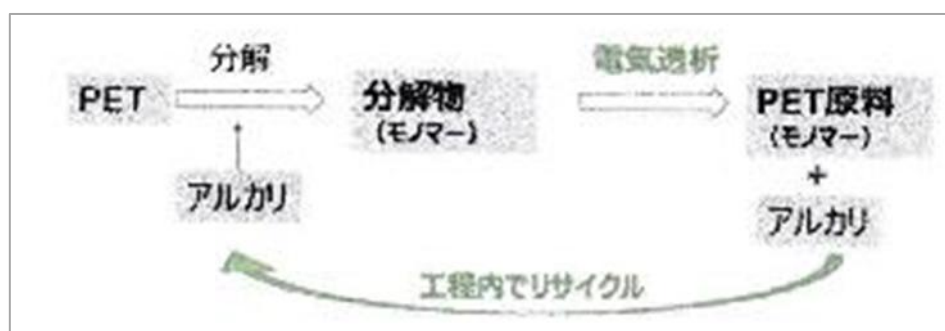 分解
電気透析
PET
分解物
(モノマー)
PET原料
(モノマー)
+
アルカリ
アルカリ
工程内でリサイクル